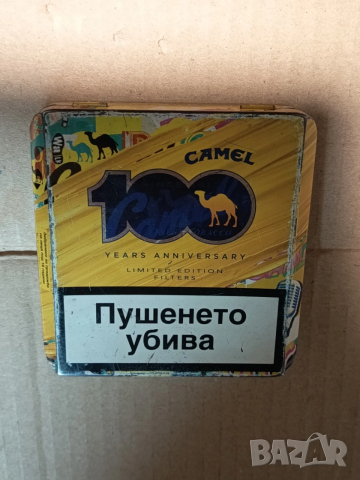 CAMEL
100
YEARS ANNIVERSARY
LIMITED EDITION
FILTERS
Пушенето
убива
BAZAR